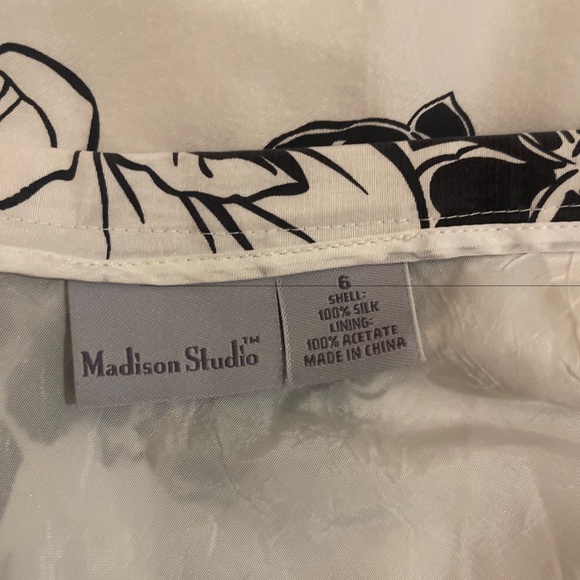 Madison Studio™
6
SHELL:
100% SILK
LINING:
100% ACETATE
MADE IN CHINA